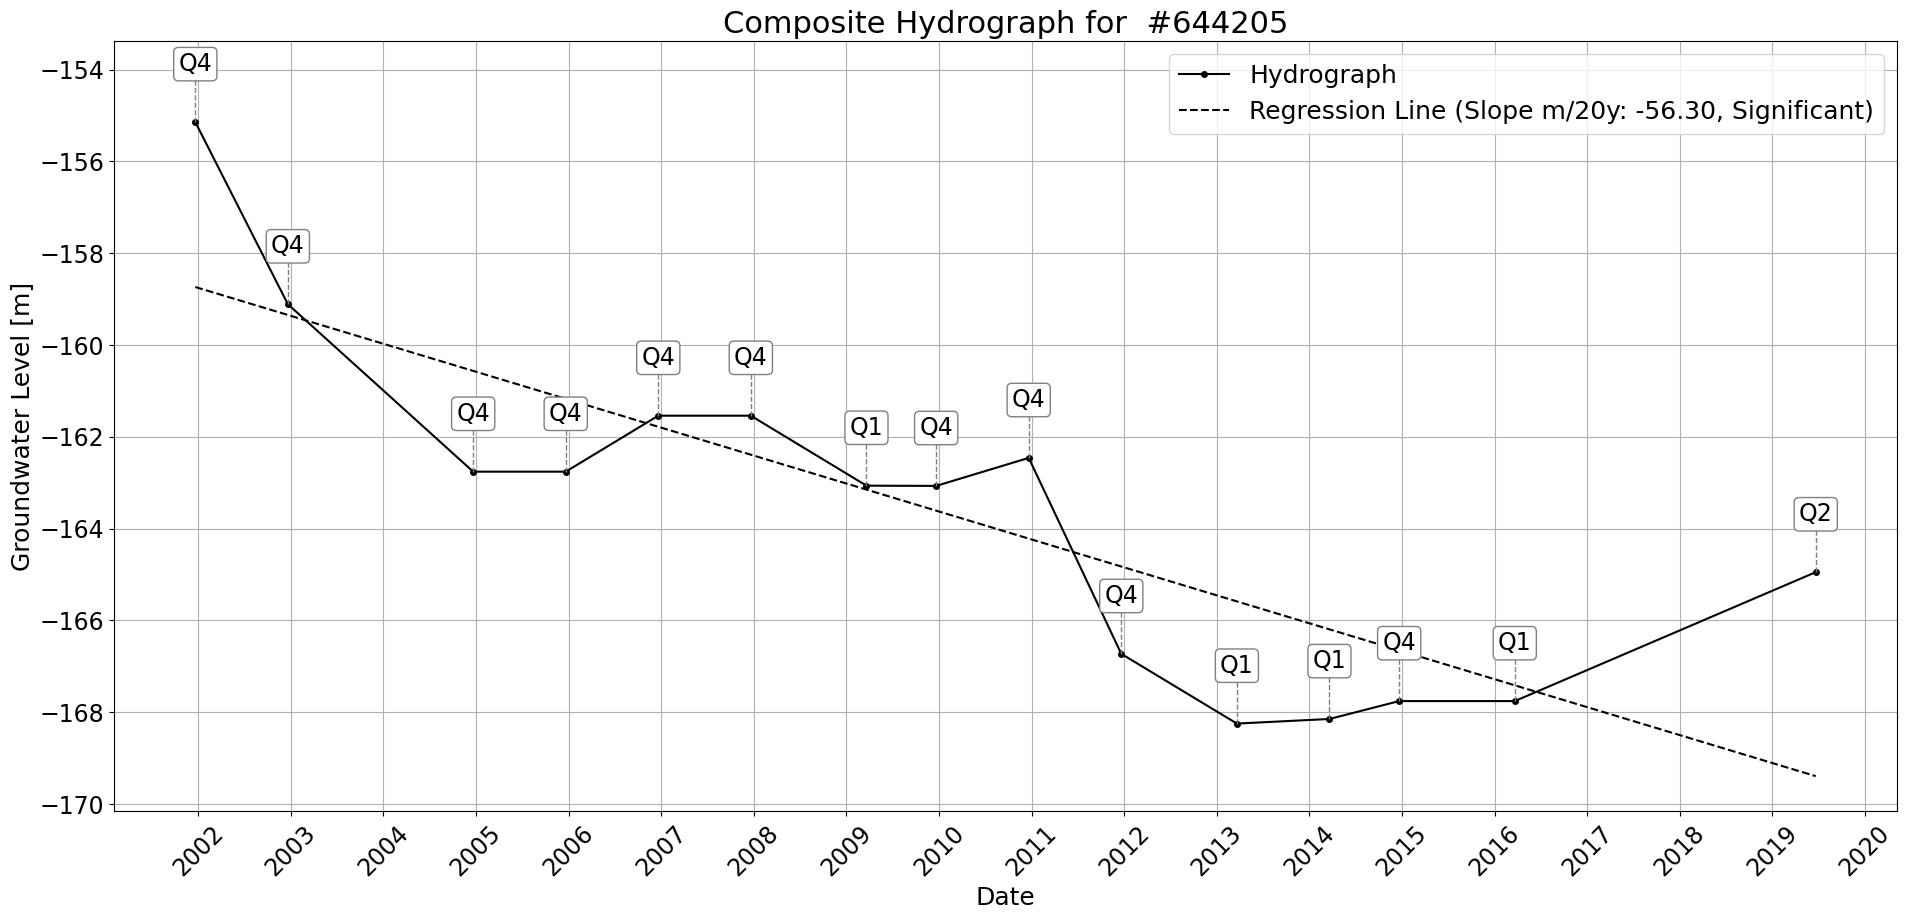 Composite Hydrograph for  #644205
Hydrograph
Regression Line (Slope m/20y: -56.30, Significant)
Groundwater Level [m]
−154
−156
−158
−160
−162
−164
−166
−168
−170
Q4
Q4
Q4
Q4
Q4
Q4
Q1
Q4
Q4
Q4
Q1
Q1
Q4
Q1
Q2
2002
2003
2004
2005
2006
2007
2008
2009
2010
2011
2012
2013
2014
2015
2016
2017
2018
2019
2020
Date